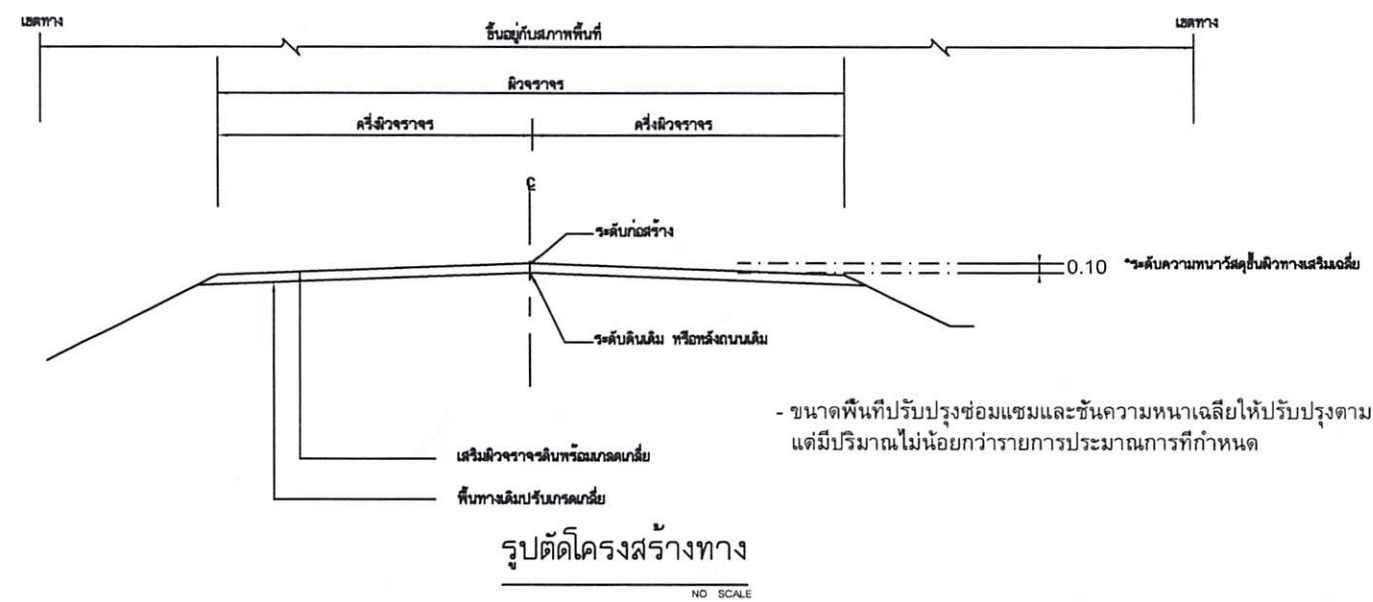 เขตทาง
เขตทาง
ขึ้นอยู่กับสภาพพื้นที่
ผิวจราจร
ครึ่งผิวจราจร
ครึ่งผิวจราจร
℄
ระดับก่อสร้าง
0.10 *ระดับความหนาวัสดุชั้นผิวทางเสริมเฉลี่ย
ระดับดินเดิม หรือหลังถนนเดิม
- ขนาดพื้นที่ปรับปรุงซ่อมแซมและชั้นความหนาเฉลี่ยให้ปรับปรุงตาม
แต่มีปริมาณไม่น้อยกว่ารายการประมาณการที่กำหนด
เสริมผิวจราจรดินพร้อมเกลดเกลี่ย
พื้นทางเดิมปรับเกรดเกลี่ย
รูปตัดโครงสร้างทาง
NO SCALE